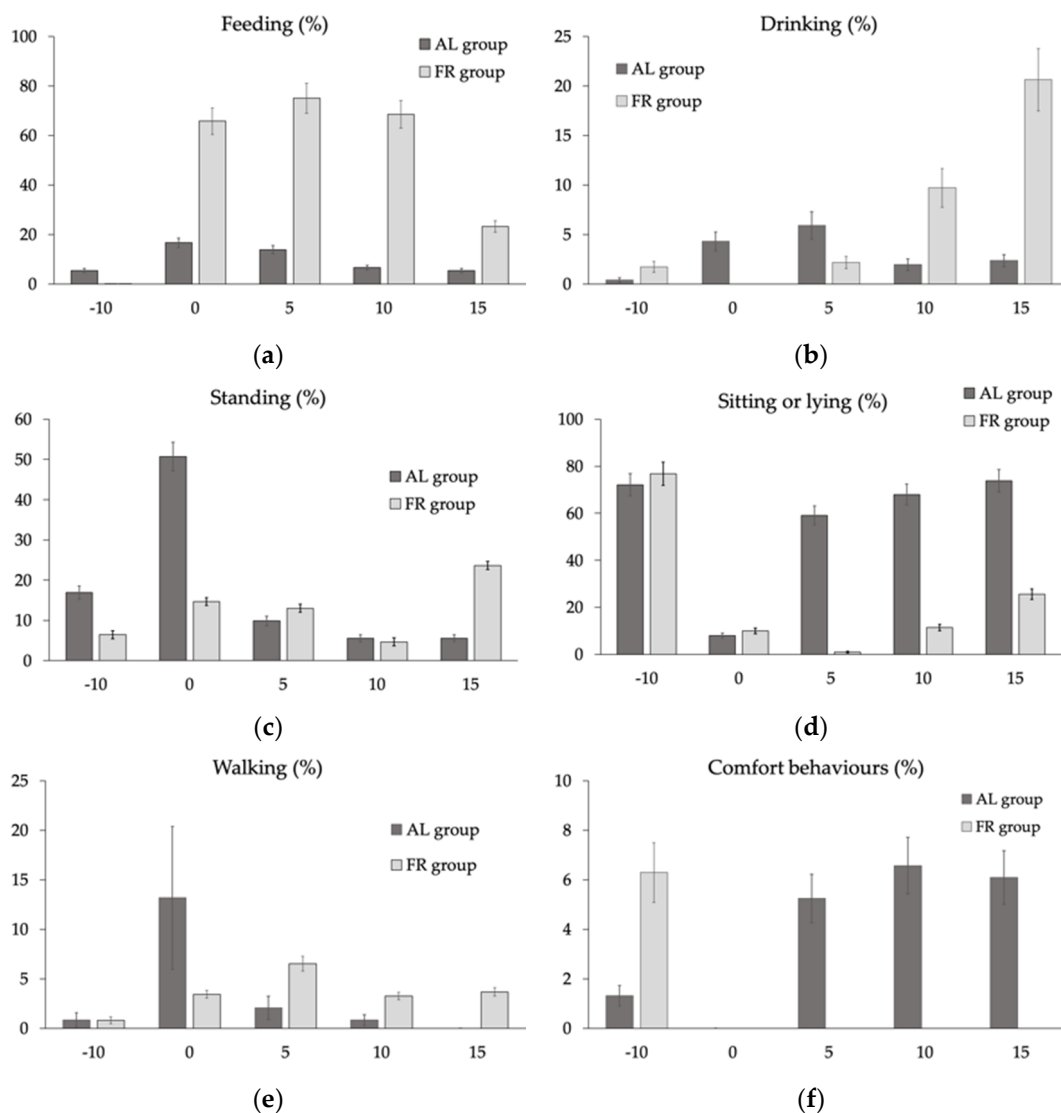 Feeding (%)
100
80
60
40
20
0
AL group
FR group
-10 0 5 10 15
(a)
Drinking (%)
25
20
15
10
5
0
AL group
FR group
-10 0 5 10 15
(b)
Standing (%)
60
50
40
30
20
10
0
AL group
FR group
-10 0 5 10 15
(c)
Sitting or lying (%)
100
80
60
40
20
0
AL group
FR group
-10 0 5 10 15
(d)
Walking (%)
25
20
15
10
5
0
AL group
FR group
-10 0 5 10 15
(e)
Comfort behaviours (%)
10
8
6
4
2
0
AL group
FR group
-10 0 5 10 15
(f)